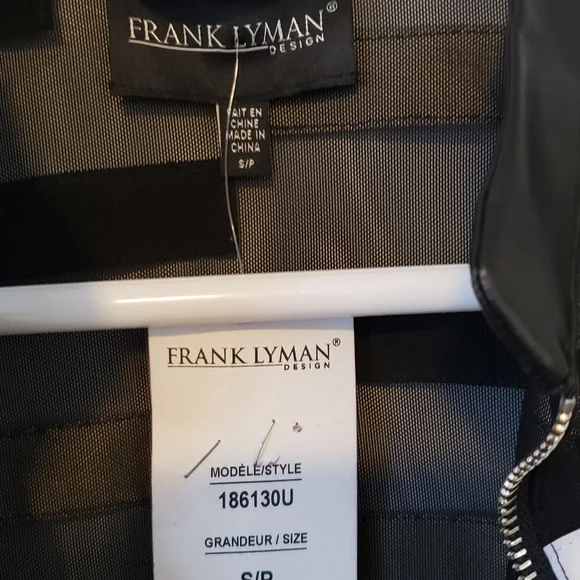 FRANK LYMAN®
DESIGN
FAIT EN
CHINE
MADE IN
CHINA
S/P
FRANK LYMAN®
DESIGN
MODÈLE/STYLE
186130U
GRANDEUR / SIZE
S/P